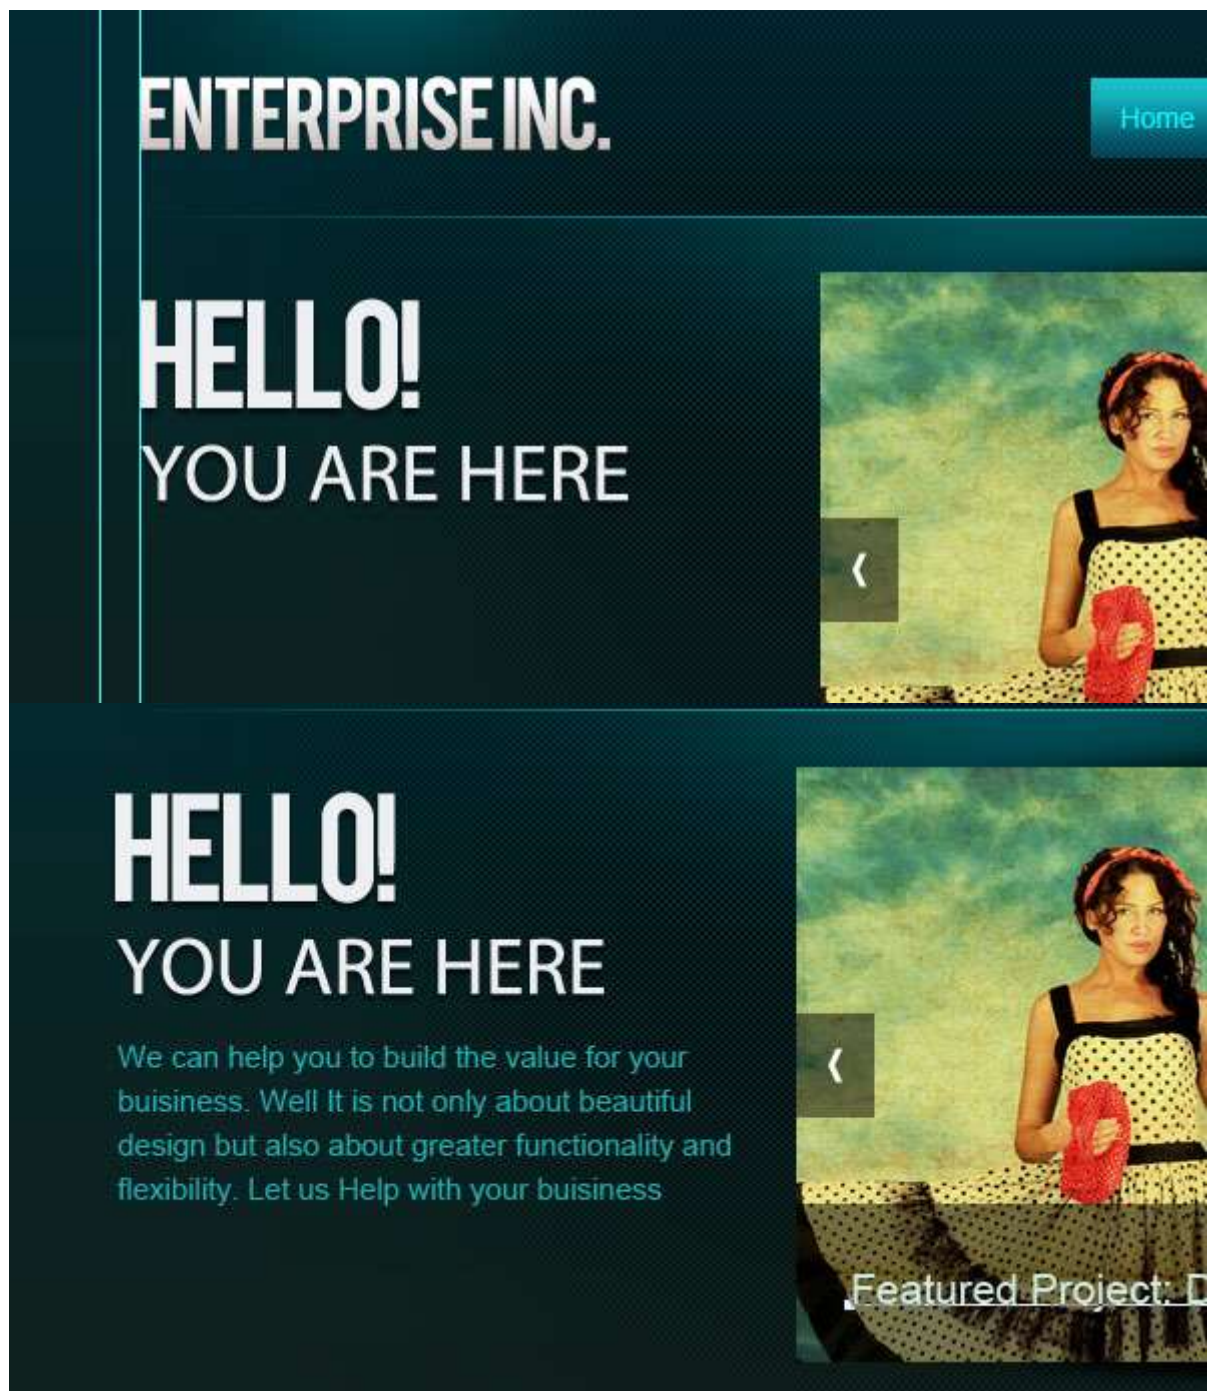 ENTERPRISE INC.
Home
HELLO!
YOU ARE HERE
HELLO!
YOU ARE HERE
We can help you to build the value for your
buisiness. Well It is not only about beautiful
design but also about greater functionality and
flexibility. Let us Help with your buisiness
Featured Project: D